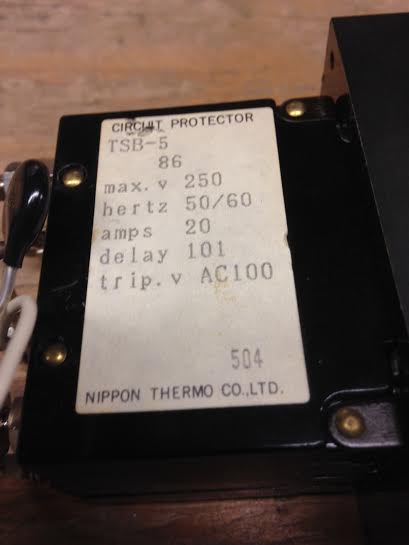 CIRCUIT PROTECTOR
TSB-5
86
max.v 250
hertz 50/60
amps 20
delay 101
trip.v AC100
504
NIPPON THERMO CO.,LTD.